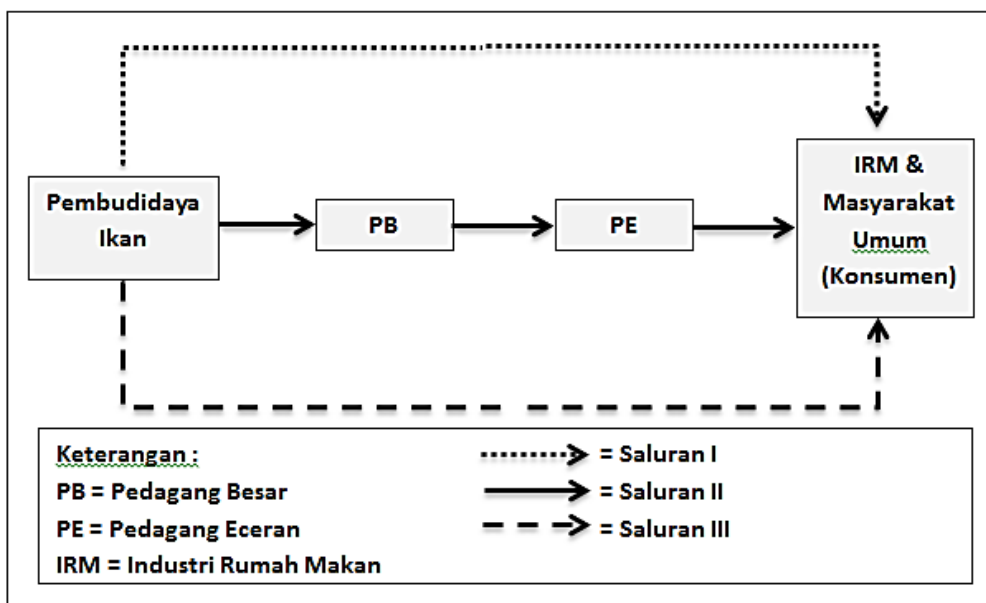 Pembudidaya
Ikan
PB
PE
IRM &
Masyarakat
Umum
(Konsumen)
Keterangan :
PB = Pedagang Besar
PE = Pedagang Eceran
IRM = Industri Rumah Makan
= Saluran I
= Saluran II
= Saluran III